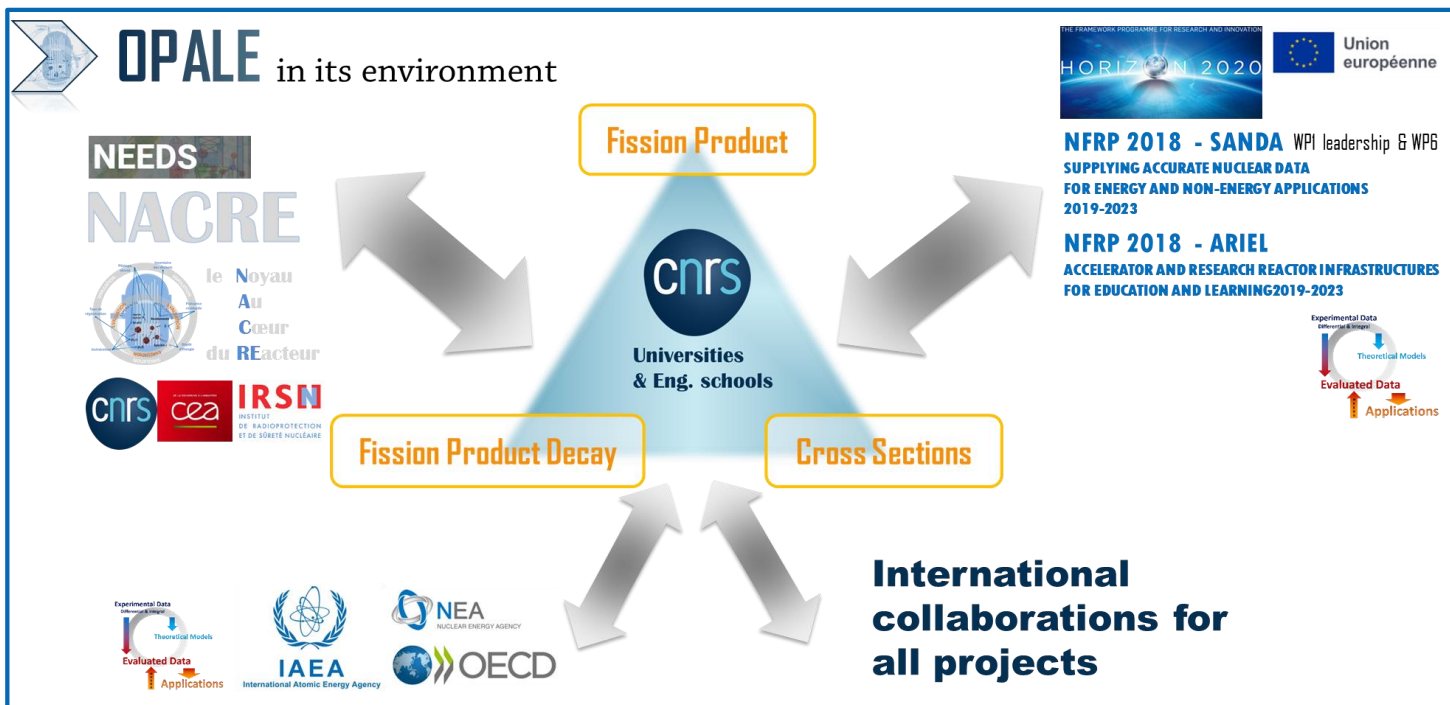 OPALE in its environment
THE FRAMEWORK PROGRAMME FOR RESEARCH AND INNOVATION
HORIZON 2020
Union
européenne
NEEDS
NACRE
le Noyau
Au
Cœur
du REacteur
cnrs
cea
IRSN
INSTITUT
DE RADIOPROTECTION
ET DE SÛRETÉ NUCLÉAIRE
Fission Product
cnrs
Universities
& Eng. schools
Fission Product Decay
Cross Sections
NFRP 2018 - SANDA WP1 leadership & WP6
SUPPLYING ACCURATE NUCLEAR DATA
FOR ENERGY AND NON-ENERGY APPLICATIONS
2019-2023
NFRP 2018 - ARIEL
ACCELERATOR AND RESEARCH REACTOR INFRASTRUCTURES
FOR EDUCATION AND LEARNING2019-2023
Experimental Data
Differential & Integral
Theoretical Models
Evaluated Data
Applications
Experimental Data
Differential & Integral
Theoretical Models
Evaluated Data
Applications
IAEA
International Atomic Energy Agency
NEA
NUCLEAR ENERGY AGENCY
OECD
International
collaborations for
all projects